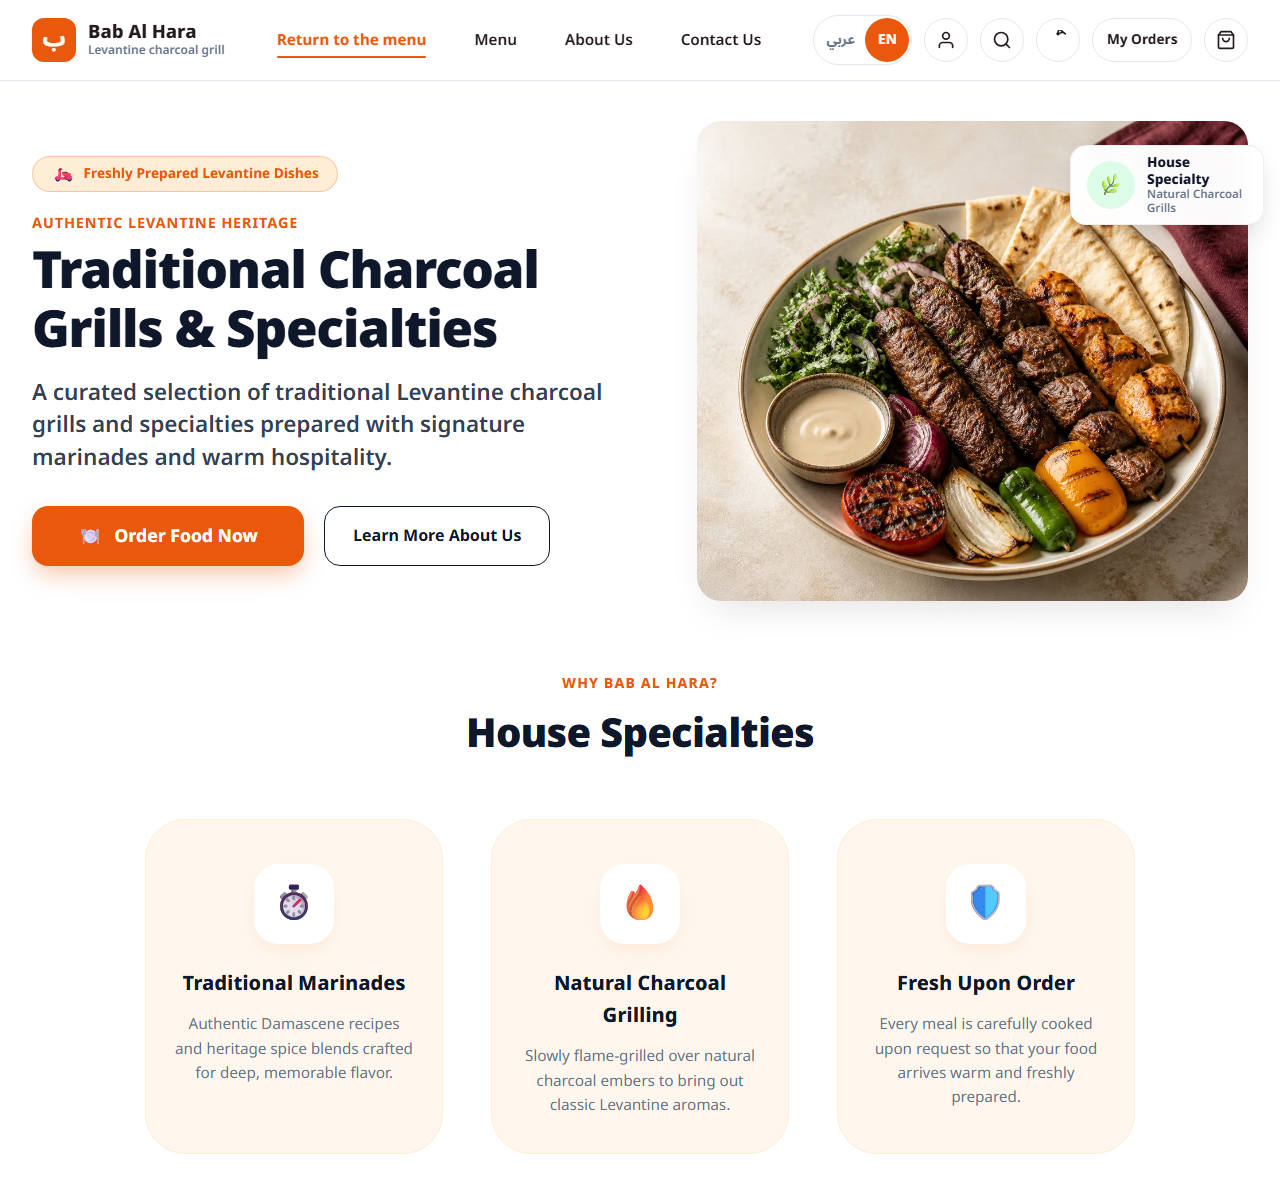 ب
Bab Al Hara
Levantine charcoal grill
Return to the menu
Menu
About Us
Contact Us
عربي
EN
My Orders
Freshly Prepared Levantine Dishes
AUTHENTIC LEVANTINE HERITAGE
Traditional Charcoal
Grills & Specialties
A curated selection of traditional Levantine charcoal
grills and specialties prepared with signature
marinades and warm hospitality.
Order Food Now
Learn More About Us
House
Specialty
Natural Charcoal
Grills
WHY BAB AL HARA?
House Specialties
Traditional Marinades
Authentic Damascene recipes
and heritage spice blends crafted
for deep, memorable flavor.
Natural Charcoal
Grilling
Slowly flame-grilled over natural
charcoal embers to bring out
classic Levantine aromas.
Fresh Upon Order
Every meal is carefully cooked
upon request so that your food
arrives warm and freshly
prepared.